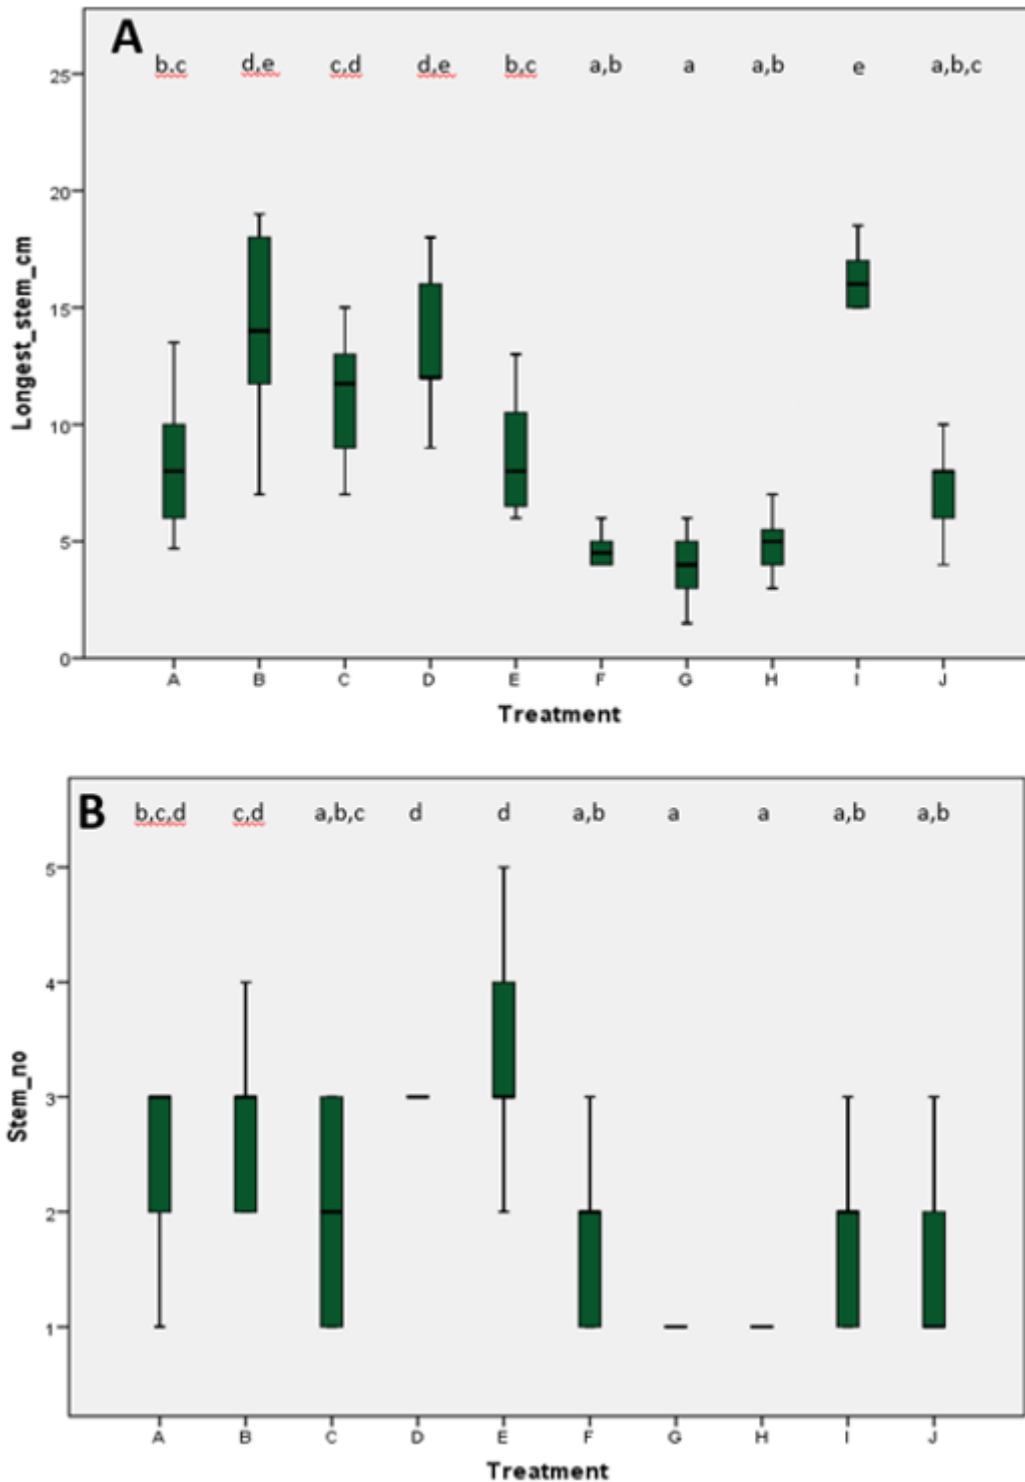 A
b,c d,e c,d d,e b,c a,b a a,b e a,b,c
25
20
15
10
5
0
Longest_stem_cm
A B C D E F G H I J
Treatment
B
b,c,d c,d a,b,c d d a,b a a a,b a,b
5
4
3
2
1
Stem_no
A B C D E F G H I J
Treatment